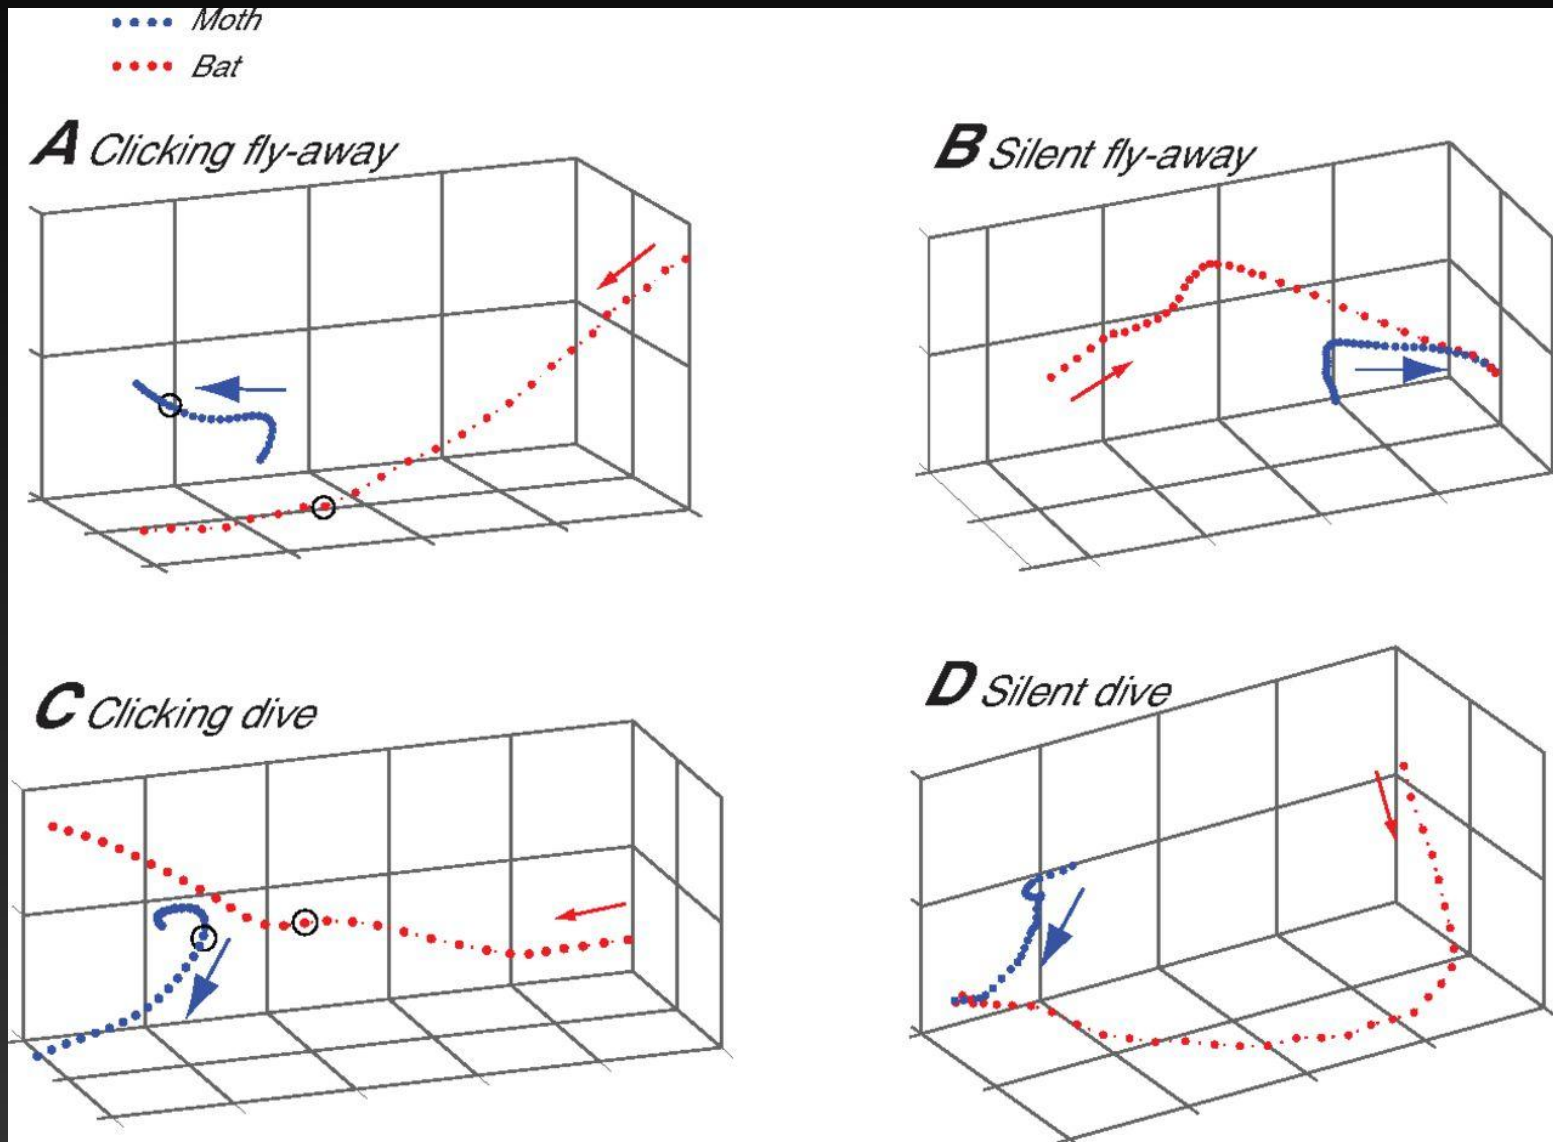 Moth
Bat
A Clicking fly-away
B Silent fly-away
C Clicking dive
D Silent dive